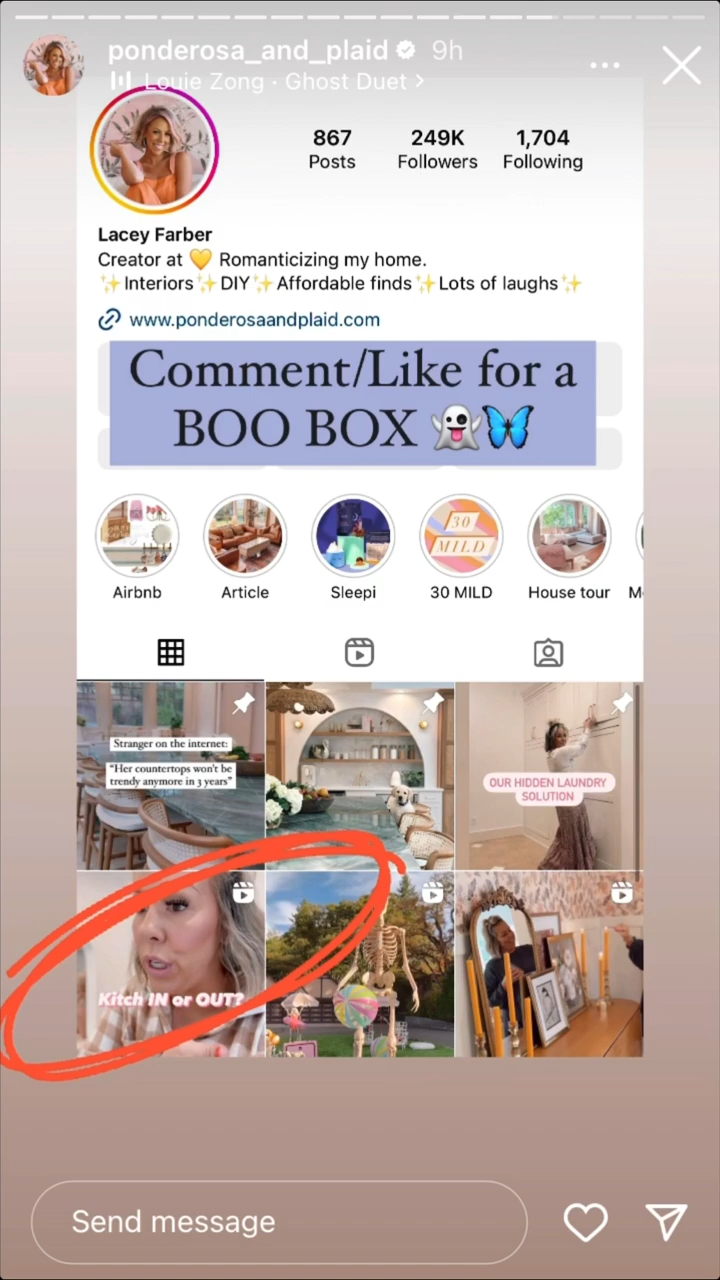 ponderosa_and_plaid 9h
Louie Zong · Ghost Duet >
867 249K 1,704
Posts Followers Following
Lacey Farber
Creator at 💛 Romanticizing my home.
✨Interiors✨DIY✨Affordable finds✨Lots of laughs✨
www.ponderosaandplaid.com
Comment/Like for a
BOO BOX 👻🦋
30
MILD
Airbnb Article Sleepi 30 MILD House tour M
Stranger on the internet:
"Her countertops won't be
trendy anymore in 3 years"
OUR HIDDEN LAUNDRY
SOLUTION
Kitch IN or OUT?
Send message